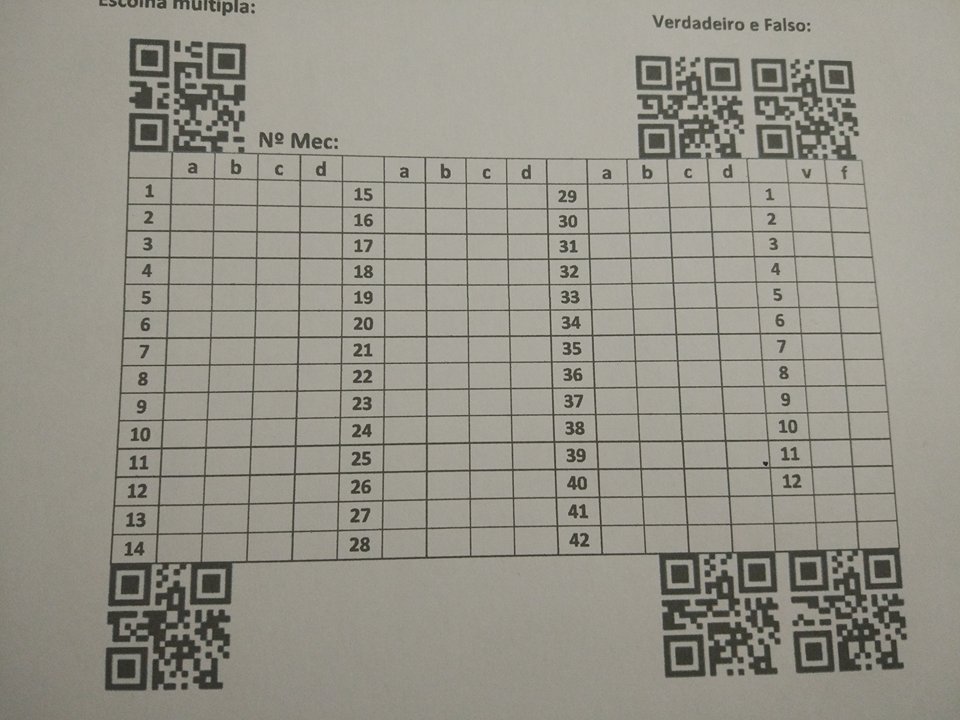 Escolha múltipla:
Verdadeiro e Falso:
Nº Mec:
a b c d a b c d a b c d v f
1 15 29 1
2 16 30 2
3 17 31 3
4 18 32 4
5 19 33 5
6 20 34 6
7 21 35 7
8 22 36 8
9 23 37 9
10 24 38 10
11 25 39 11
12 26 40 12
13 27 41
14 28 42